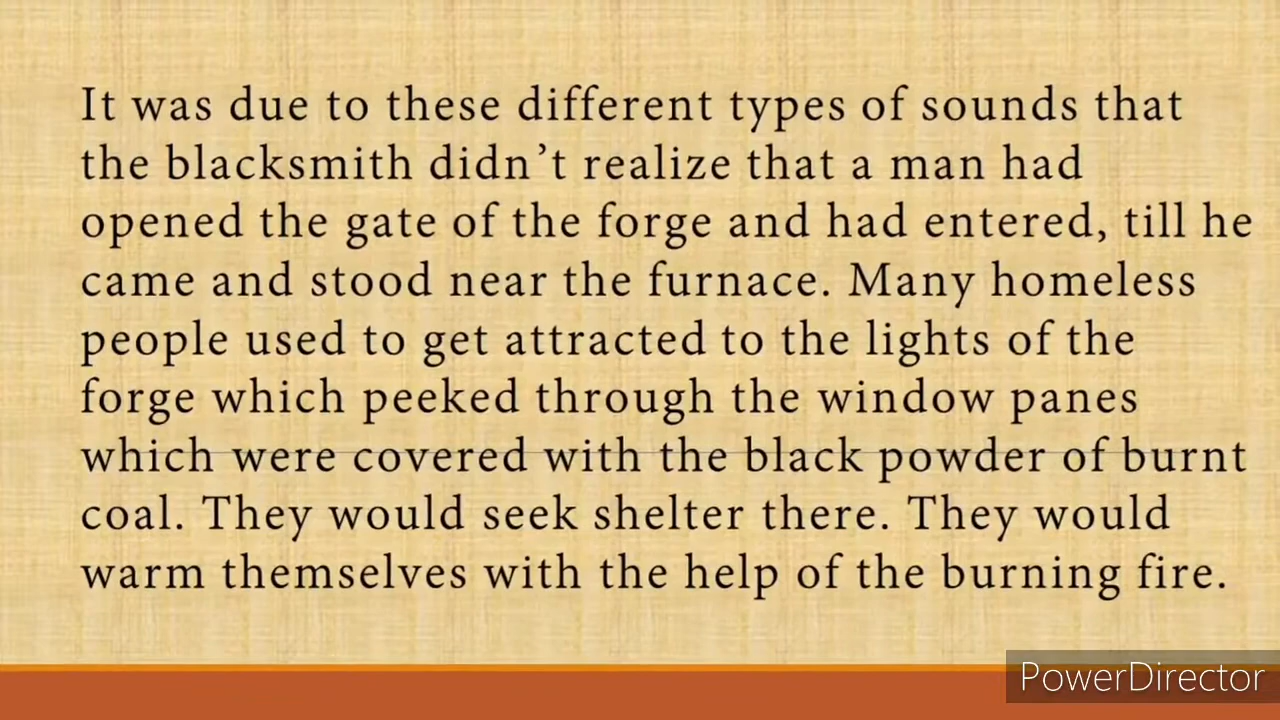 It was due to these different types of sounds that
the blacksmith didn’t realize that a man had
opened the gate of the forge and had entered, till he
came and stood near the furnace. Many homeless
people used to get attracted to the lights of the
forge which peeked through the window panes
which were covered with the black powder of burnt
coal. They would seek shelter there. They would
warm themselves with the help of the burning fire.
PowerDirector